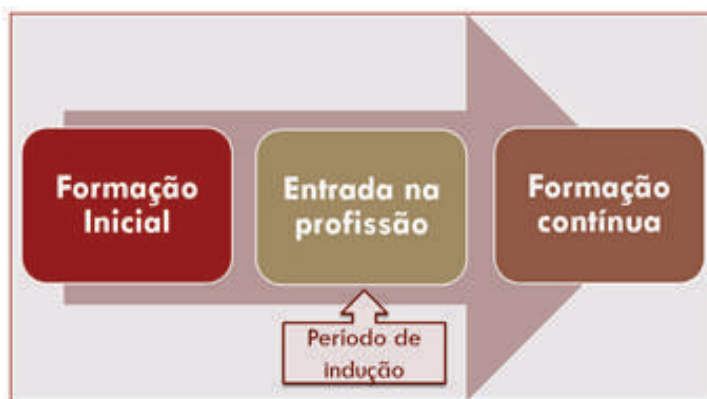 Formação
Inicial
Entrada na
profissão
Formação
contínua
Período de
indução